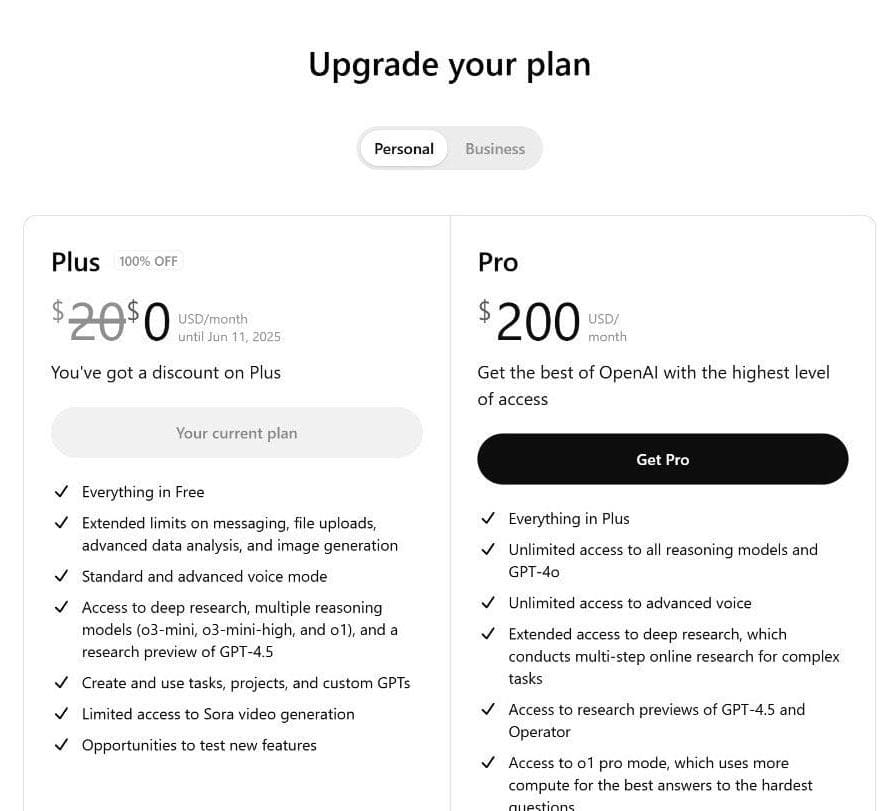 Upgrade your plan
Personal
Business
Plus
100% OFF
$20 $0 USD/month
until Jun 11, 2025
You've got a discount on Plus
Your current plan
Everything in Free
Extended limits on messaging, file uploads,
advanced data analysis, and image generation
Standard and advanced voice mode
Access to deep research, multiple reasoning
models (o3-mini, o3-mini-high, and o1), and a
research preview of GPT-4.5
Create and use tasks, projects, and custom GPTs
Limited access to Sora video generation
Opportunities to test new features
Pro
$200 USD/
month
Get the best of OpenAI with the highest level
of access
Get Pro
Everything in Plus
Unlimited access to all reasoning models and
GPT-4o
Unlimited access to advanced voice
Extended access to deep research, which
conducts multi-step online research for complex
tasks
Access to research previews of GPT-4.5 and
Operator
Access to o1 pro mode, which uses more
compute for the best answers to the hardest
questions